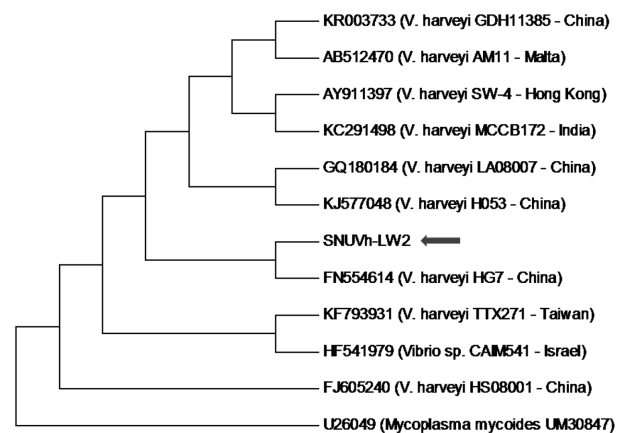 KR003733 (V. harveyi GDH11385 - China)
AB512470 (V. harveyi AM11 - Malta)
AY911397 (V. harveyi SW-4 - Hong Kong)
KC291498 (V. harveyi MCCB172 - India)
GQ180184 (V. harveyi LA08007 - China)
KJ577048 (V. harveyi H053 - China)
SNUVh-LW2
FN554614 (V. harveyi HG7 - China)
KF793931 (V. harveyi TTX271 - Taiwan)
HF541979 (Vibrio sp. CAIM541 - Israel)
FJ605240 (V. harveyi HS08001 - China)
U26049 (Mycoplasma mycoides UM30847)